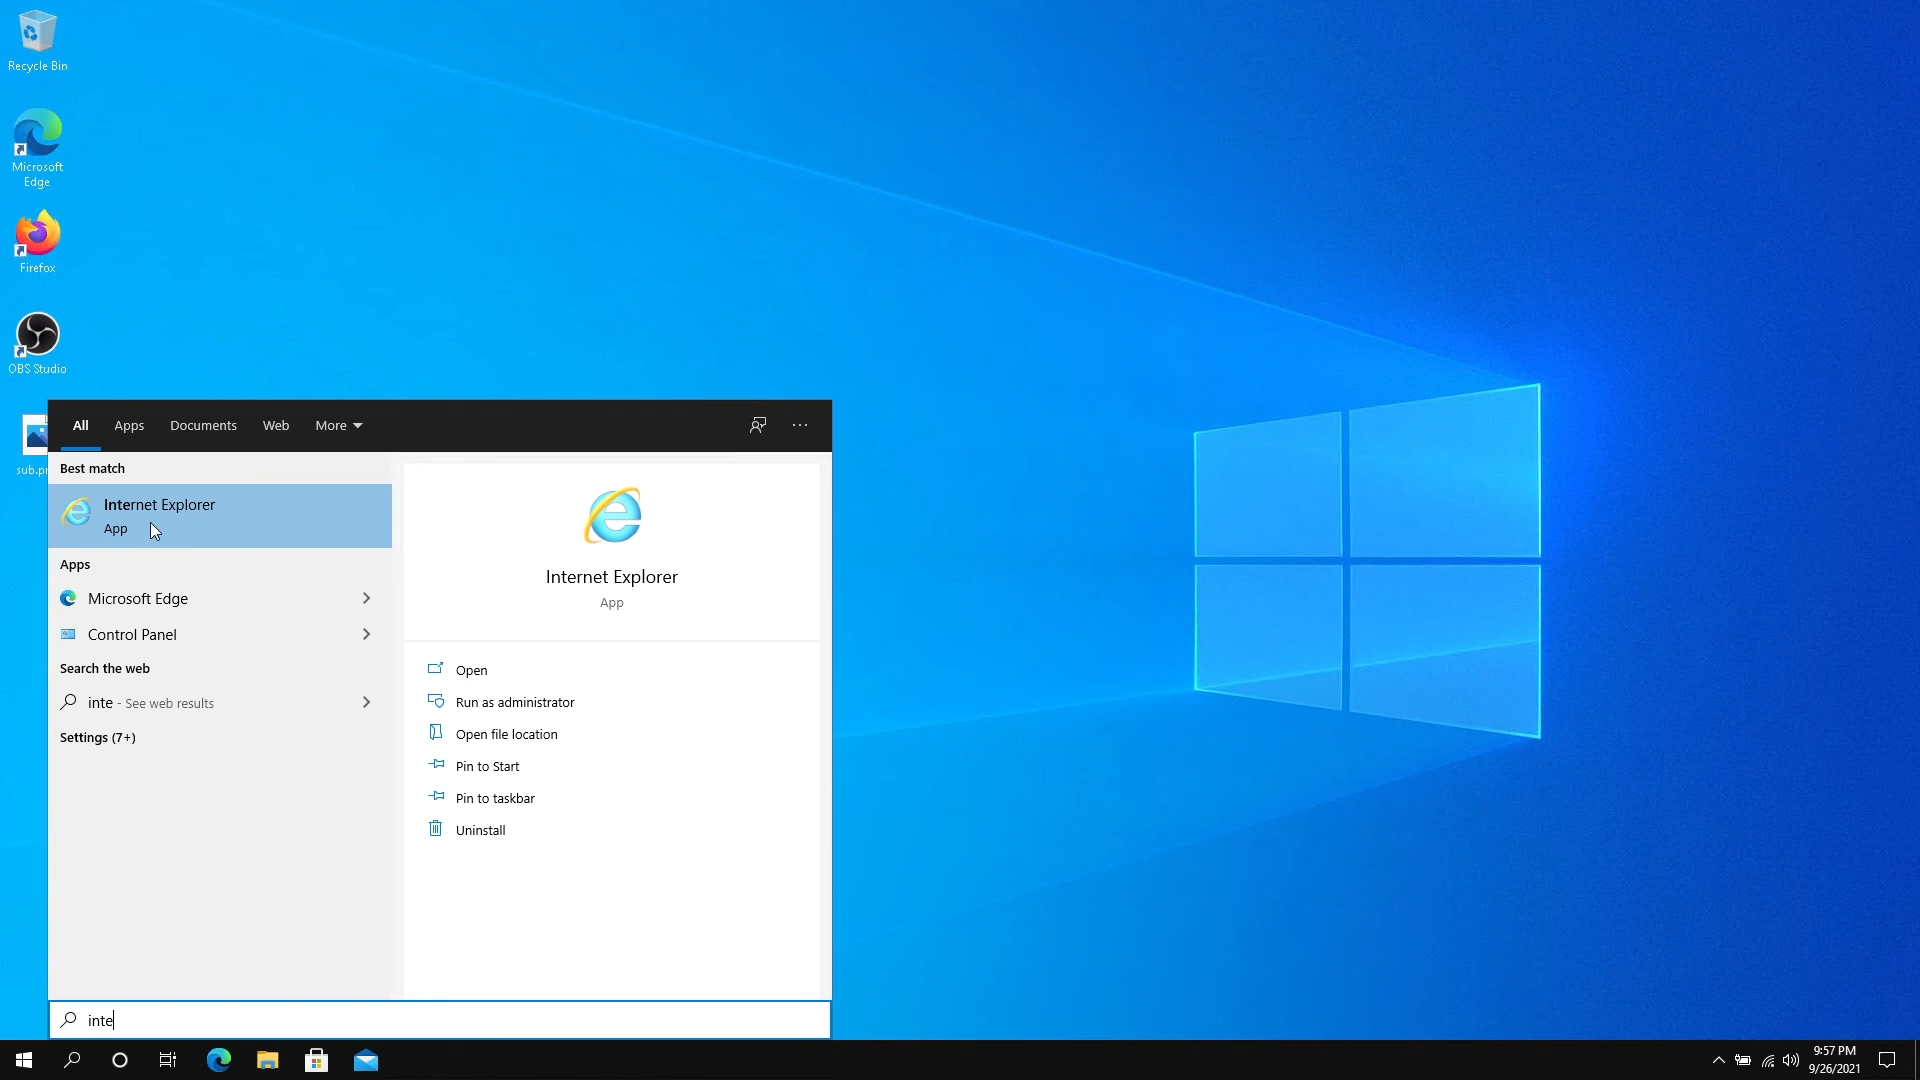 Recycle Bin
Microsoft
Edge
Firefox
OBS Studio
All Apps Documents Web More
Best match
Internet Explorer
App
Apps
Microsoft Edge
Control Panel
Search the web
inte - See web results
Settings (7+)
Internet Explorer
App
Open
Run as administrator
Open file location
Pin to Start
Pin to taskbar
Uninstall
inte
9:57 PM
9/26/2021